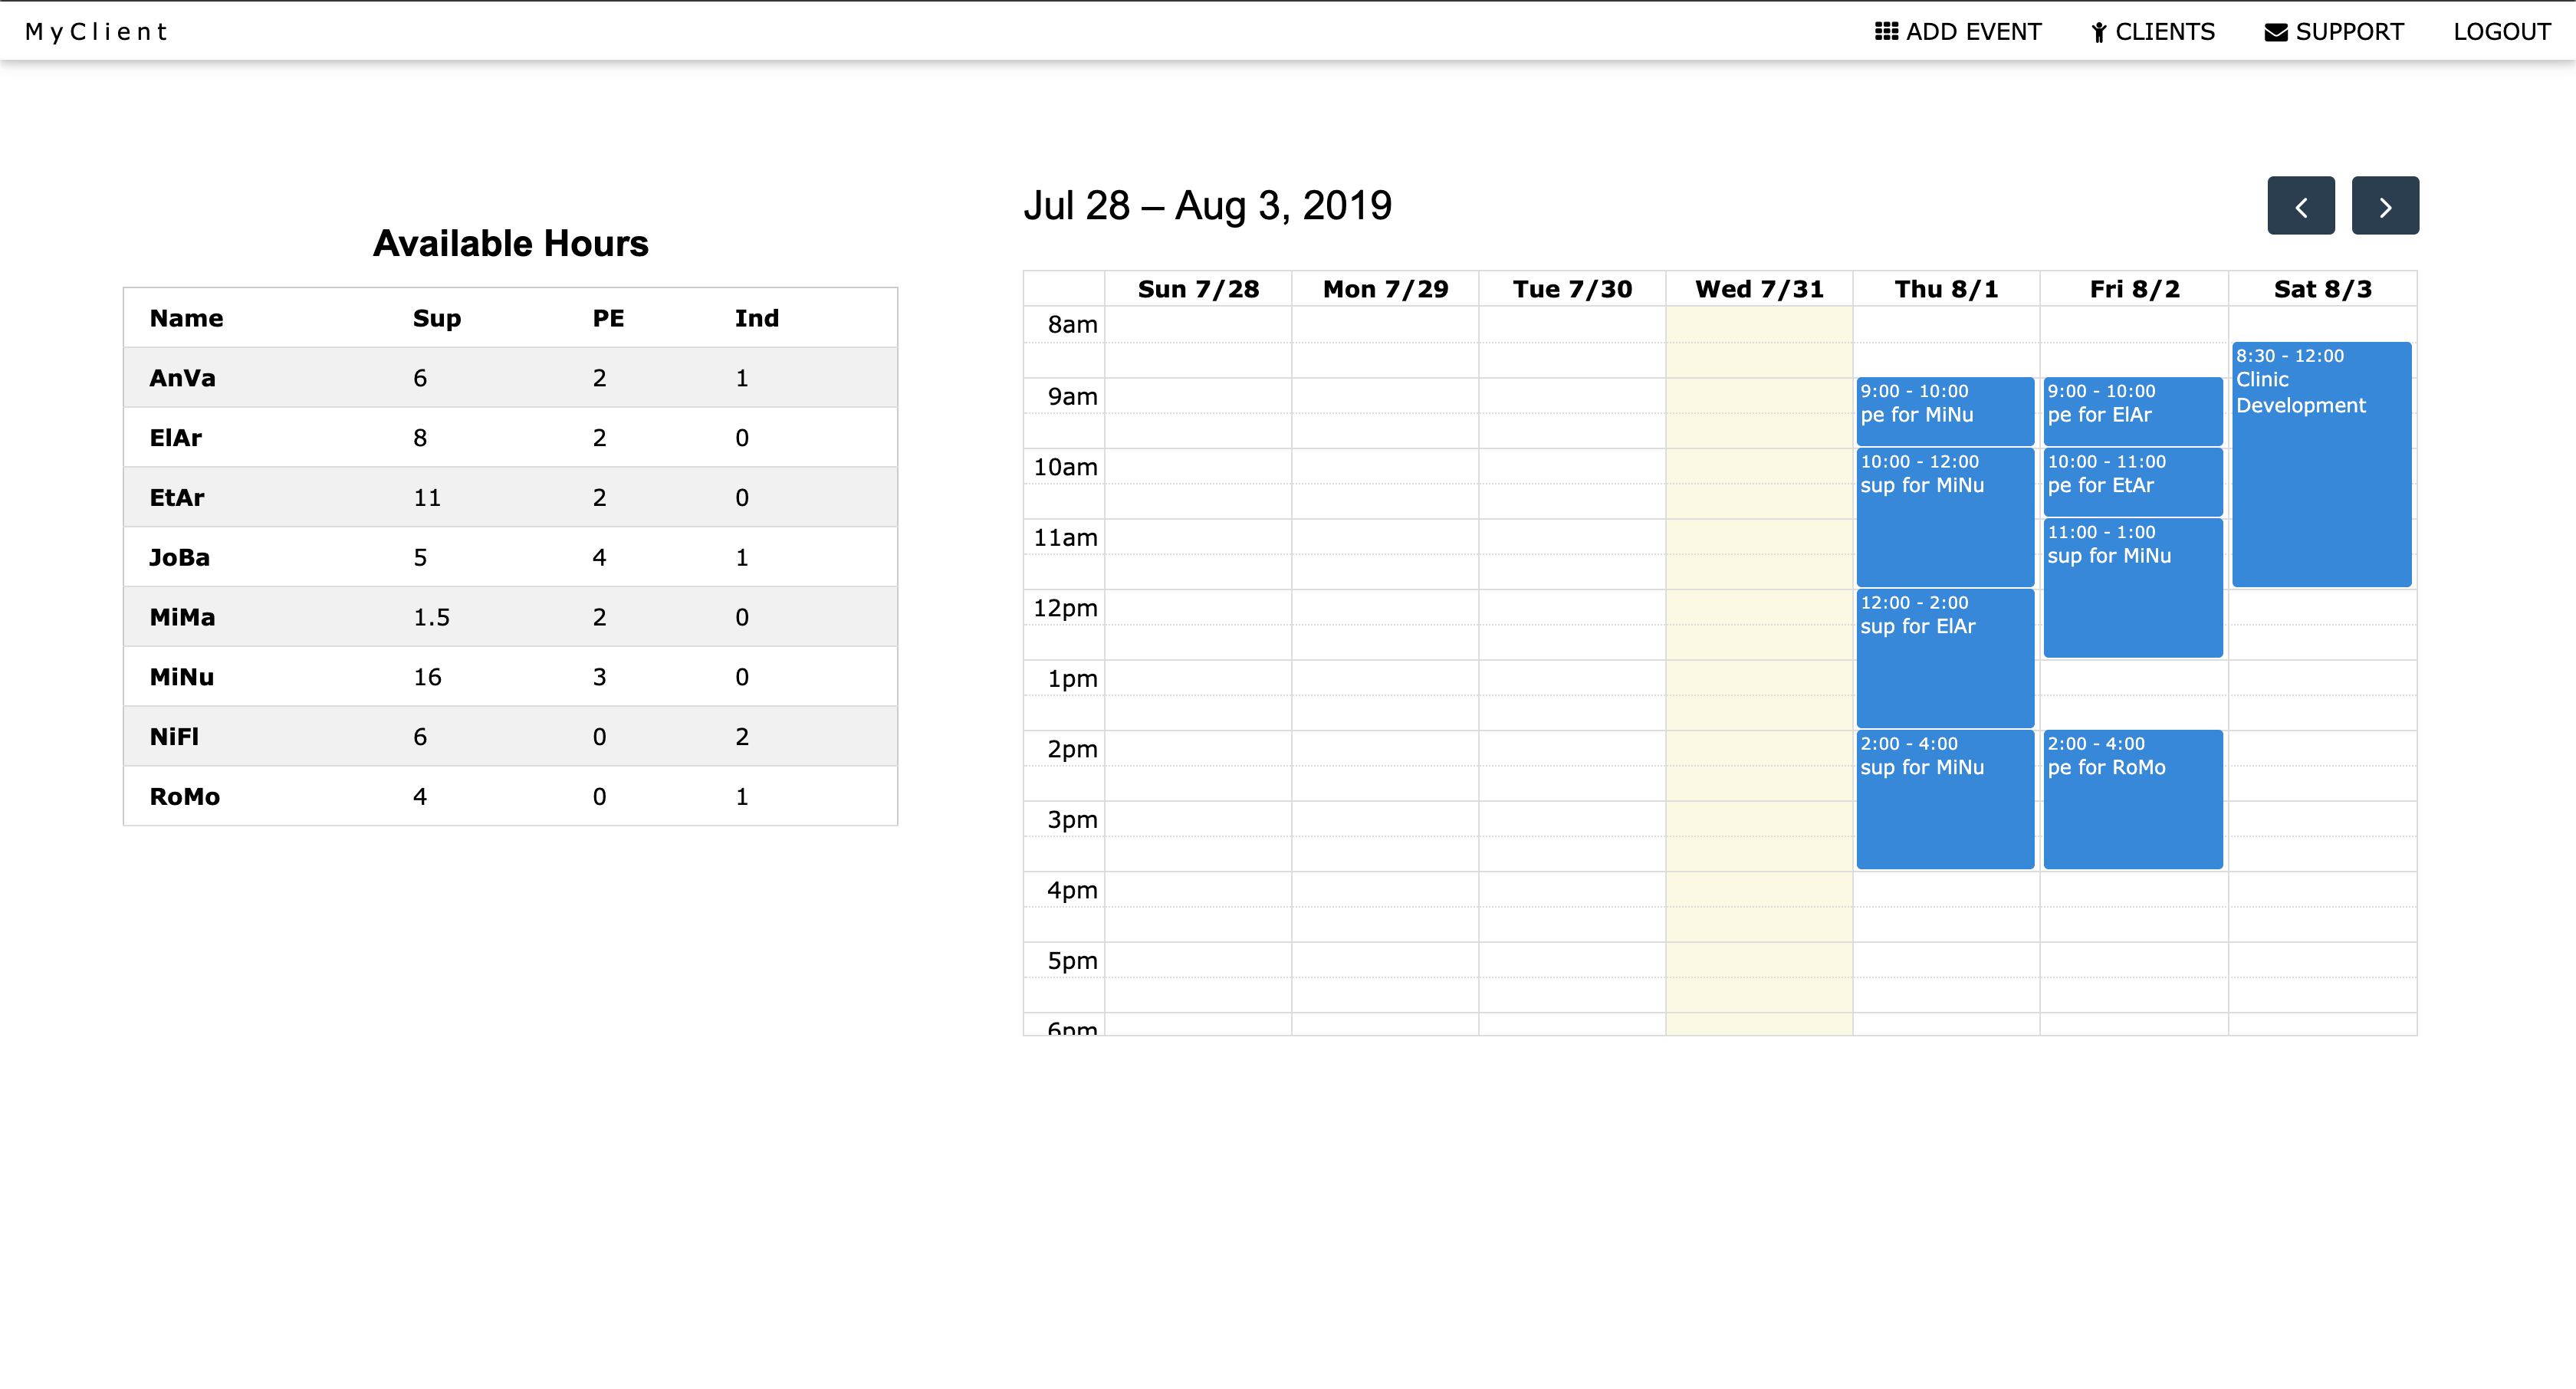 MyClient
ADD EVENT CLIENTS SUPPORT LOGOUT
Available Hours
Name Sup PE Ind
AnVa 6 2 1
ElAr 8 2 0
EtAr 11 2 0
JoBa 5 4 1
MiMa 1.5 2 0
MiNu 16 3 0
NiFl 6 0 2
RoMo 4 0 1
Jul 28 – Aug 3, 2019
Sun 7/28 Mon 7/29 Tue 7/30 Wed 7/31 Thu 8/1 Fri 8/2 Sat 8/3
8am
9am
10am
11am
12pm
1pm
2pm
3pm
4pm
5pm
6pm
9:00 - 10:00
pe for MiNu
10:00 - 12:00
sup for MiNu
12:00 - 2:00
sup for ElAr
2:00 - 4:00
sup for MiNu
9:00 - 10:00
pe for ElAr
10:00 - 11:00
pe for EtAr
11:00 - 1:00
sup for MiNu
2:00 - 4:00
pe for RoMo
8:30 - 12:00
Clinic
Development